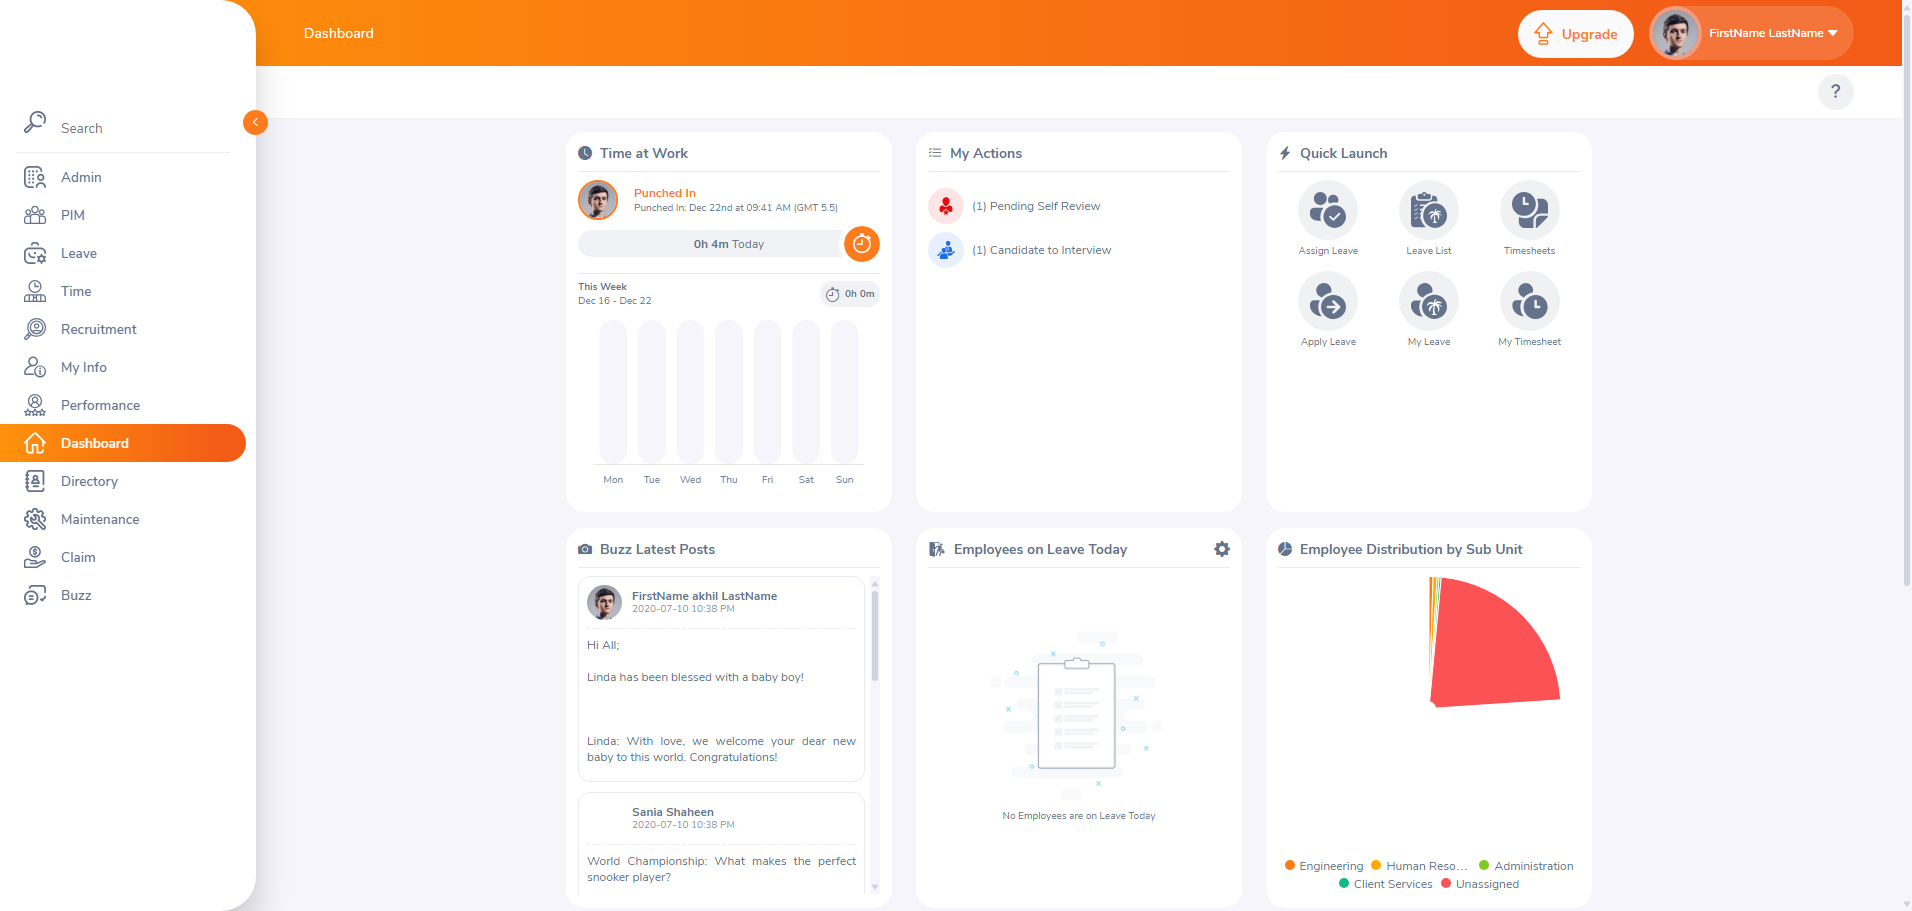 Dashboard
Upgrade
FirstName LastName
?
Search
Admin
PIM
Leave
Time
Recruitment
My Info
Performance
Dashboard
Directory
Maintenance
Claim
Buzz
Time at Work
Punched In
Punched In: Dec 22nd at 09:41 AM (GMT 5.5)
0h 4m Today
This Week
Dec 16 - Dec 22
0h 0m
Mon Tue Wed Thu Fri Sat Sun
My Actions
(1) Pending Self Review
(1) Candidate to Interview
Quick Launch
Assign Leave Leave List Timesheets
Apply Leave My Leave My Timesheet
Buzz Latest Posts
FirstName akhil LastName
2020-07-10 10:38 PM
Hi All;
Linda has been blessed with a baby boy!
Linda: With love, we welcome your dear new
baby to this world. Congratulations!
Sania Shaheen
2020-07-10 10:38 PM
World Championship: What makes the perfect
snooker player?
Employees on Leave Today
No Employees are on Leave Today
Employee Distribution by Sub Unit
Engineering Human Reso... Administration
Client Services Unassigned